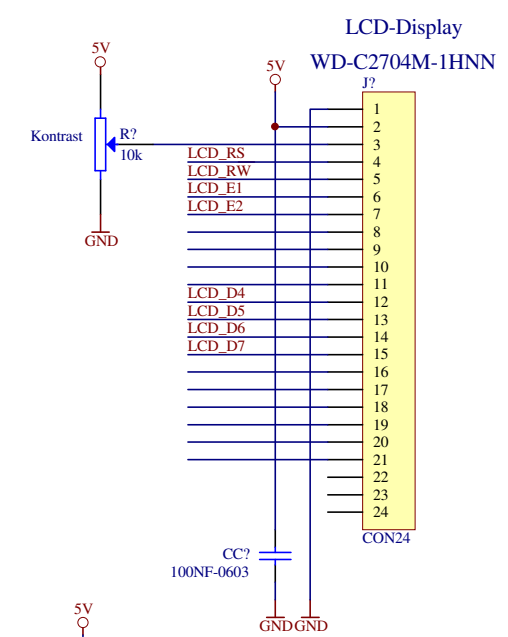 LCD-Display
WD-C2704M-1HNN
J?
5V
5V
Kontrast
R?
10k
GND
LCD_RS
LCD_RW
LCD_E1
LCD_E2
LCD_D4
LCD_D5
LCD_D6
LCD_D7
1
2
3
4
5
6
7
8
9
10
11
12
13
14
15
16
17
18
19
20
21
22
23
24
CON24
CC?
100NF-0603
5V
GND
GND